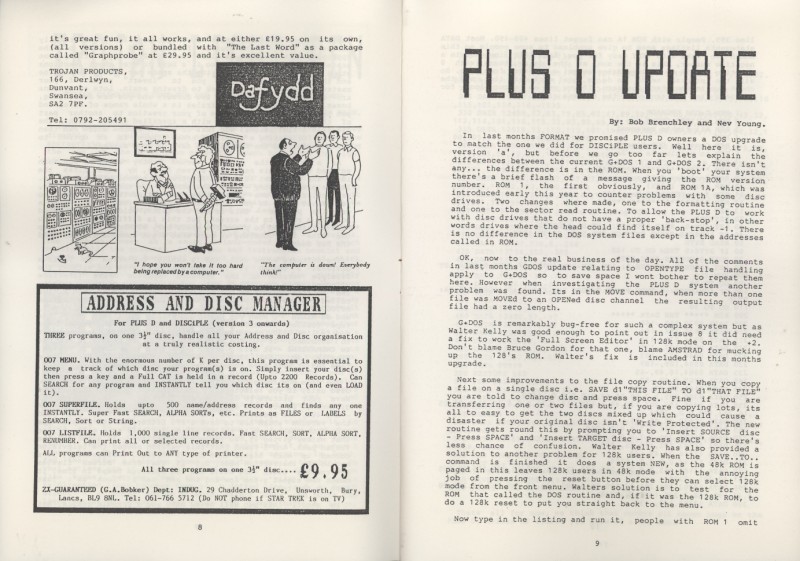 it's great fun, it all works, and at either £19.95 on its own,
(all versions) or bundled with "The Last Word" as a package
called "Graphprobe" at £29.95 and it's excellent value.
TROJAN PRODUCTS,
166, Derlwyn,
Dunvant,
Swansea,
SA2 7PF.
Tel: 0792-205491
Dafydd
"I hope you won't take it too hard
being replaced by a computer."
"The computer is down! Everybody
think!"
ADDRESS AND DISC MANAGER
For PLUS D and DISCiPLE (version 3 onwards)
THREE programs, on one 3½" disc, handle all your Address and Disc organisation
at a truly realistic costing.
007 MENU. With the enormous number of K per disc, this program is essential to
keep a track of which disc your program(s) is on. Simply insert your disc(s)
then press a key and a Full CAT is held in a record (Upto 2200 Records). Can
SEARCH for any program and INSTANTLY tell you which disc its on (and even LOAD
it).
007 SUPERFILE. Holds upto 500 name/address records and finds any one
INSTANTLY. Super Fast SEARCH, ALPHA SORTs, etc. Prints as FILES or LABELS by
SEARCH, Sort or String.
007 LISTFILE. Holds 1,000 single line records. Fast SEARCH, SORT, ALPHA SORT,
RENUMBER. Can print all or selected records.
ALL programs can Print Out to ANY type of printer.
All three programs on one 3½" disc.... £9.95
ZX-GUARANTEED (G.A.Bobker) Dept: INDUG. 29 Chadderton Drive, Unsworth, Bury,
Lancs, BL9 8NL. Tel: 061-766 5712 (Do NOT phone if STAR TREK is on TV)
8
PLUS D UPDATE
By: Bob Brenchley and Nev Young.
In last months FORMAT we promised PLUS D owners a DOS upgrade
to match the one we did for DISCiPLE users. Well here it is,
version 'a', but before we go too far lets explain the
differences between the current G+DOS 1 and G+DOS 2. There isn't
any... the difference is in the ROM. When you 'boot' your system
there's a brief flash of a message giving the ROM version
number. ROM 1, the first obviously, and ROM 1A, which was
introduced early this year to counter problems with some disc
drives. Two changes where made, one to the formatting routine
and one to the sector read routine. To allow the PLUS D to work
with disc drives that do not have a proper 'back-stop', in other
words drives where the head could find itself on track -1. There
is no difference in the DOS system files except in the addresses
called in ROM.
OK, now to the real business of the day. All of the comments
in last months GDOS update relating to OPENTYPE file handling
apply to G+DOS so to save space I wont bother to repeat them
here. However when investigating the PLUS D system another
problem was found. Its in the MOVE command, when more than one
file was MOVEd to an OPENed disc channel the resulting output
file had a zero length.
G+DOS is remarkably bug-free for such a complex system but as
Walter Kelly was good enough to point out in issue 8 it did need
a fix to work the 'Full Screen Editor' in 128k mode on the +2.
Don't blame Bruce Gordon for that one, blame AMSTRAD for mucking
up the 128's ROM. Walter's fix is included in this months
upgrade.
Next some improvements to the file copy routine. When you copy
a file on a single disc i.e. SAVE d1"THIS FILE" TO d1"THAT FILE"
you are told to change disc and press space. Fine if you are
transferring one or two files but, if you are copying lots, its
all to easy to get the two discs mixed up which could cause a
disaster if your original disc isn't 'Write Protected'. The new
routine gets round this by prompting you to 'Insert SOURCE disc
- Press SPACE' and 'Insert TARGET disc - Press SPACE' so there's
less chance of confusion. Walter Kelly has also provided a
solution to another problem for 128k users. When the SAVE..TO..
command is finished it does a system NEW, as the 48k ROM is
paged in this leaves 128k users in 48k mode with the annoying
job of pressing the reset button before they can select 128k
mode from the front menu. Walters solution is to test for the
ROM that called the DOS routine and, if it was the 128k ROM, to
do a 128k reset to put you straight back to the menu.
Now type in the listing and run it, people with ROM 1 omit
9